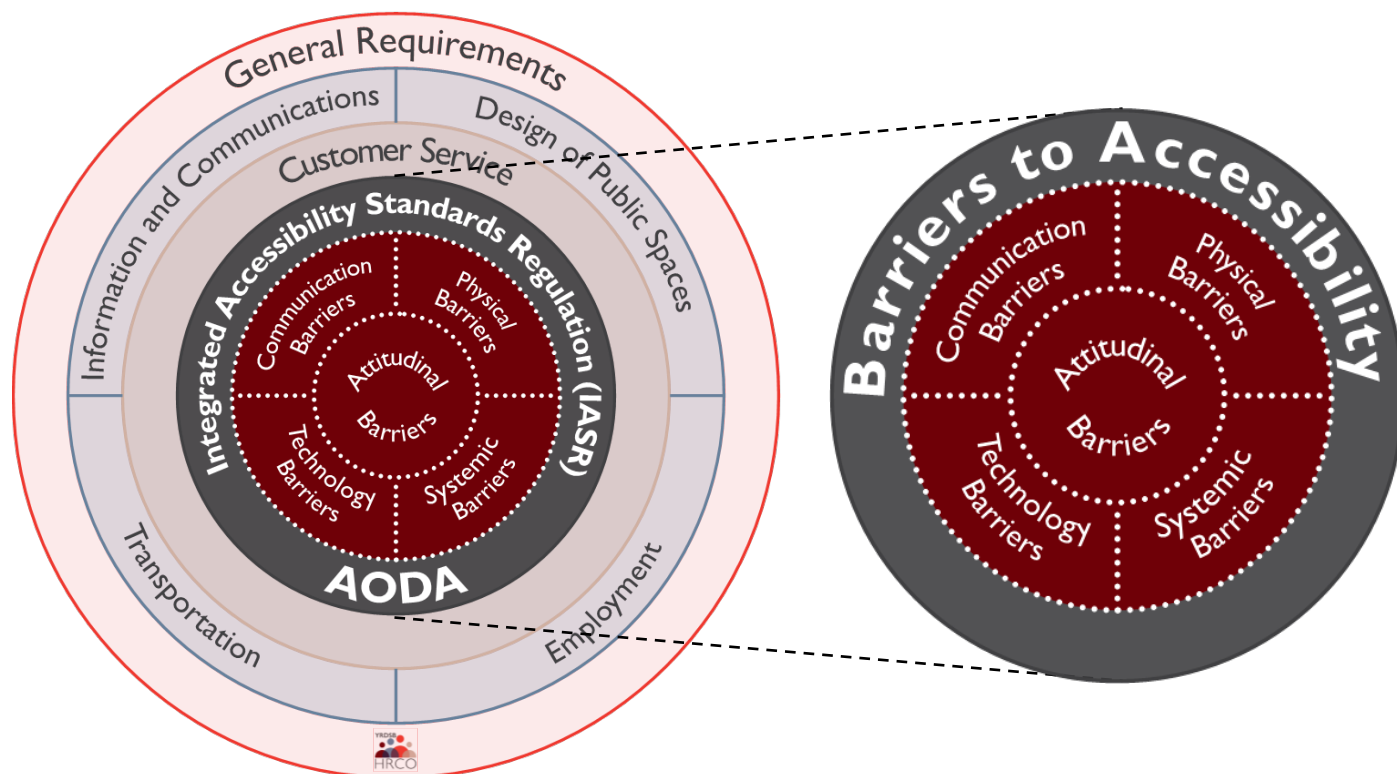 General Requirements
Information and Communications
Design of Public Spaces
Customer Service
Integrated Accessibility Standards Regulation (IASR)
Communication
Barriers
Physical
Barriers
Attitudinal
Barriers
Technology
Barriers
Systemic
Barriers
AODA
Transportation
Employment
YRDSB
HRCO
Barriers to Accessibility
Communication
Barriers
Physical
Barriers
Attitudinal
Barriers
Technology
Barriers
Systemic
Barriers